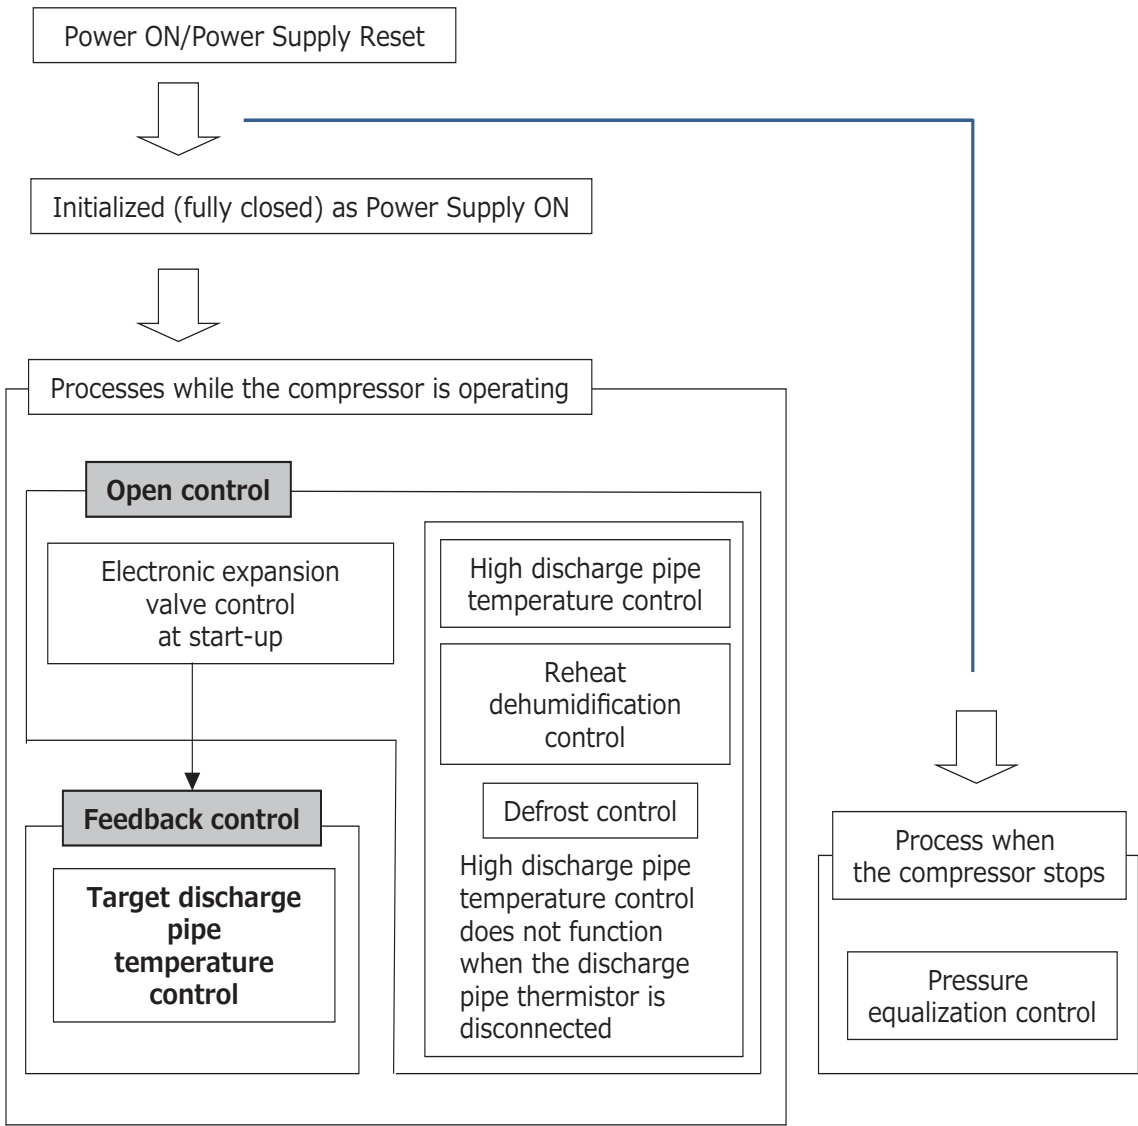 Power ON/Power Supply Reset
Initialized (fully closed) as Power Supply ON
Processes while the compressor is operating
Open control
Electronic expansion
valve control
at start-up
High discharge pipe
temperature control
Reheat
dehumidification
control
Defrost control
High discharge pipe
temperature control
does not function
when the discharge
pipe thermistor is
disconnected
Feedback control
Target discharge
pipe
temperature
control
Process when
the compressor stops
Pressure
equalization control